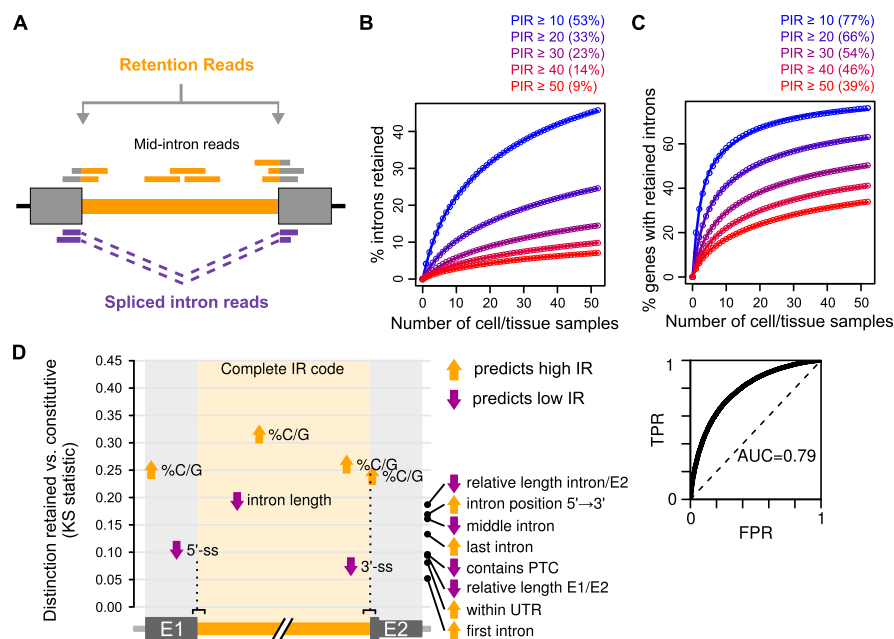 A
Retention Reads
Mid-intron reads
Spliced intron reads
B
PIR ≥ 10 (53%)
PIR ≥ 20 (33%)
PIR ≥ 30 (23%)
PIR ≥ 40 (14%)
PIR ≥ 50 (9%)
% introns retained
40
30
20
10
0
0 10 20 30 40 50
Number of cell/tissue samples
C
PIR ≥ 10 (77%)
PIR ≥ 20 (66%)
PIR ≥ 30 (54%)
PIR ≥ 40 (46%)
PIR ≥ 50 (39%)
% genes with retained introns
60
40
20
0
0 10 20 30 40 50
Number of cell/tissue samples
D
Distinction retained vs. constitutive
(KS statistic)
0.45
0.40
0.35
0.30
0.25
0.20
0.15
0.10
0.05
0.00
Complete IR code
%C/G
%C/G
%C/G
%C/G
intron length
5'-ss
3'-ss
E1
E2
predicts high IR
predicts low IR
relative length intron/E2
intron position 5'→3'
middle intron
last intron
contains PTC
relative length E1/E2
within UTR
first intron
1
TPR
0
AUC=0.79
0 1
FPR